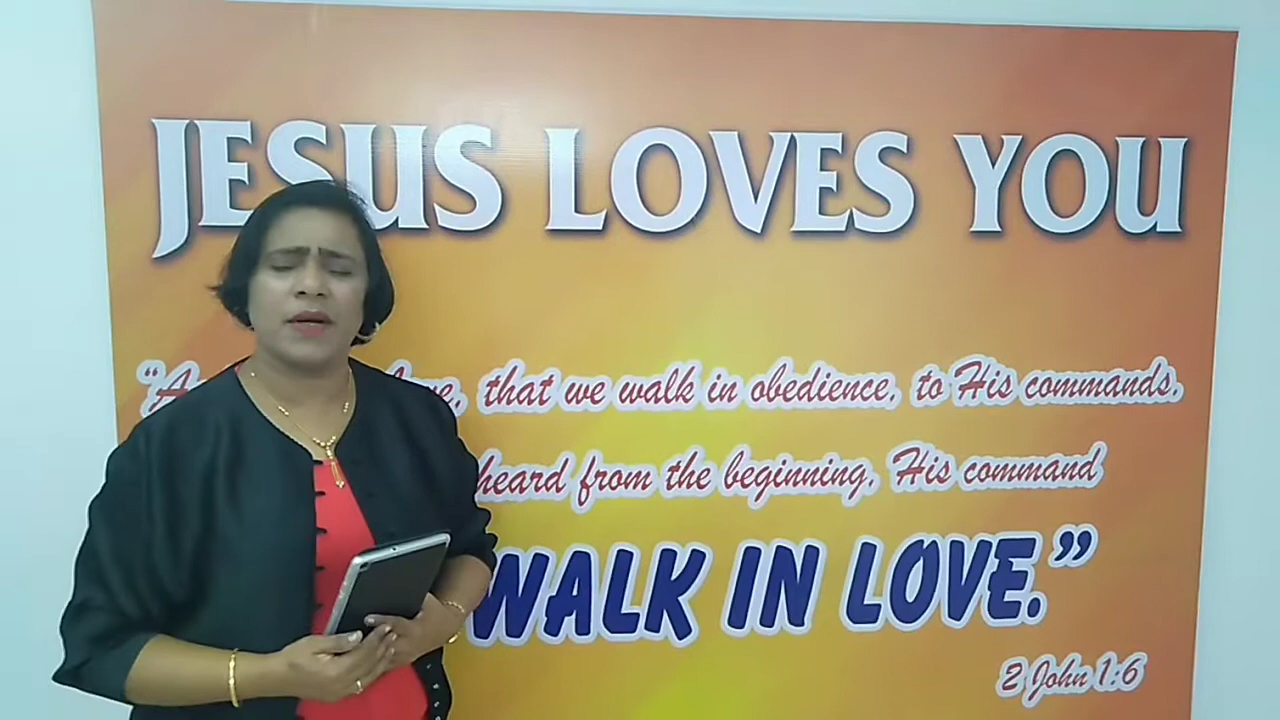 JESUS LOVES YOU
that we walk in obedience, to His commands.
heard from the beginning, His command
WALK IN LOVE.”
2 John 1:6